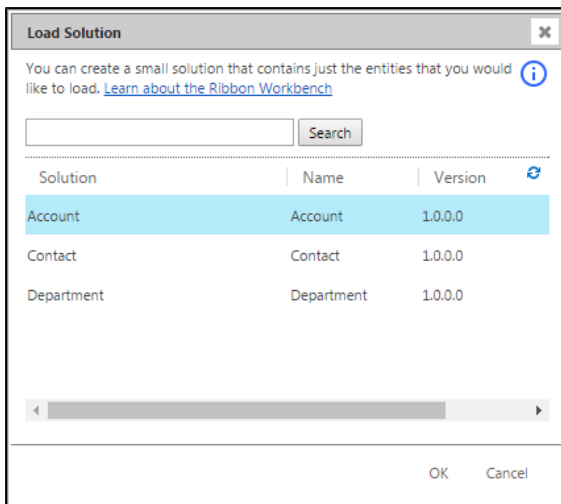 Load Solution
You can create a small solution that contains just the entities that you would
like to load. Learn about the Ribbon Workbench
Search
Solution Name Version
Account Account 1.0.0.0
Contact Contact 1.0.0.0
Department Department 1.0.0.0
OK Cancel